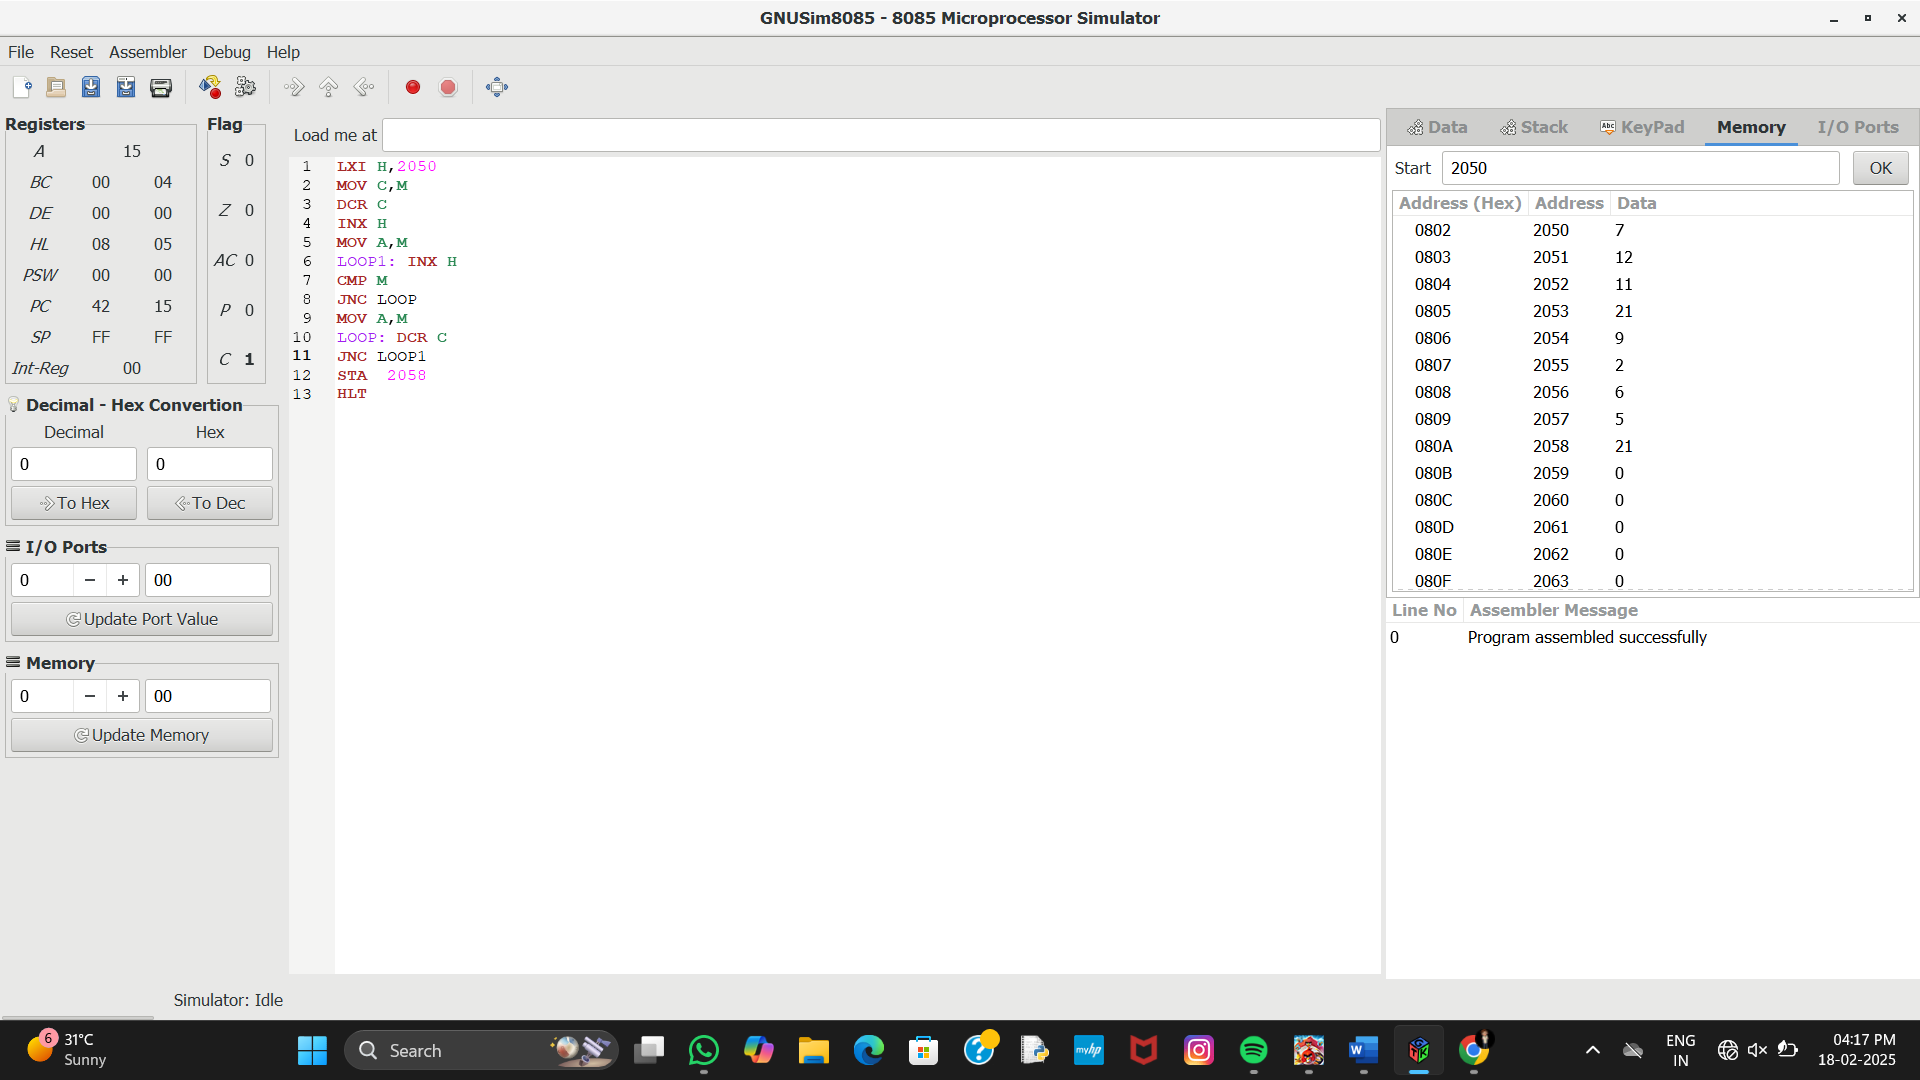 GNUSim8085 - 8085 Microprocessor Simulator
File Reset Assembler Debug Help
Registers
A 15
BC 00 04
DE 00 00
HL 08 05
PSW 00 00
PC 42 15
SP FF FF
Int-Reg 00
Flag
S 0
Z 0
AC 0
P 0
C 1
Decimal - Hex Convertion
Decimal Hex
0 0
To Hex To Dec
I/O Ports
0 − + 00
Update Port Value
Memory
0 − + 00
Update Memory
Load me at
1 LXI H,2050
2 MOV C,M
3 DCR C
4 INX H
5 MOV A,M
6 LOOP1: INX H
7 CMP M
8 JNC LOOP
9 MOV A,M
10 LOOP: DCR C
11 JNC LOOP1
12 STA 2058
13 HLT
Data Stack Abc KeyPad Memory I/O Ports
Start 2050 OK
Address (Hex) Address Data
0802 2050 7
0803 2051 12
0804 2052 11
0805 2053 21
0806 2054 9
0807 2055 2
0808 2056 6
0809 2057 5
080A 2058 21
080B 2059 0
080C 2060 0
080D 2061 0
080E 2062 0
080F 2063 0
Line No Assembler Message
0 Program assembled successfully
Simulator: Idle
6 31°C
Sunny
Search
myhp
ENG
IN
04:17 PM
18-02-2025